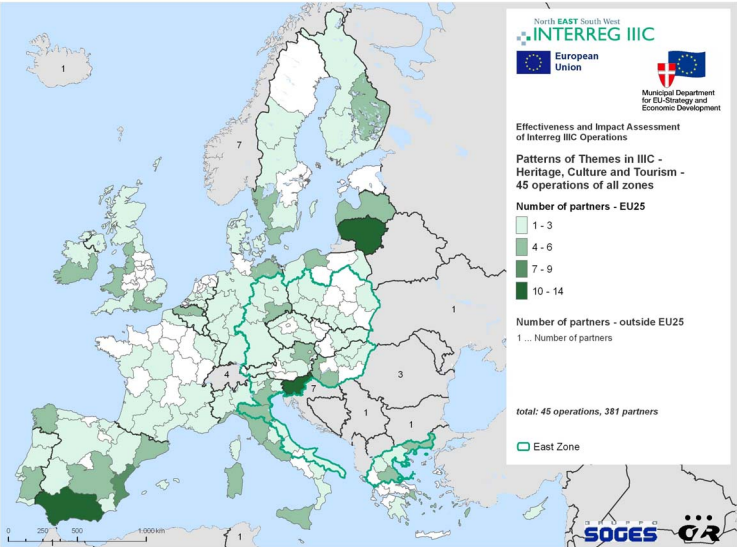 North EAST South West
INTERREG IIIC
European
Union
Municipal Department
for EU-Strategy and
Economic Development
Effectiveness and Impact Assessment
of Interreg IIIC Operations
Patterns of Themes in IIIC -
Heritage, Culture and Tourism -
45 operations of all zones
Number of partners - EU25
1 - 3
4 - 6
7 - 9
10 - 14
Number of partners - outside EU25
1 ... Number of partners
total: 45 operations, 381 partners
East Zone
1
7
1
4
7
3
1
1
1
0 250 500 1 000 km
GRUPPO
SOGES
ÖIR